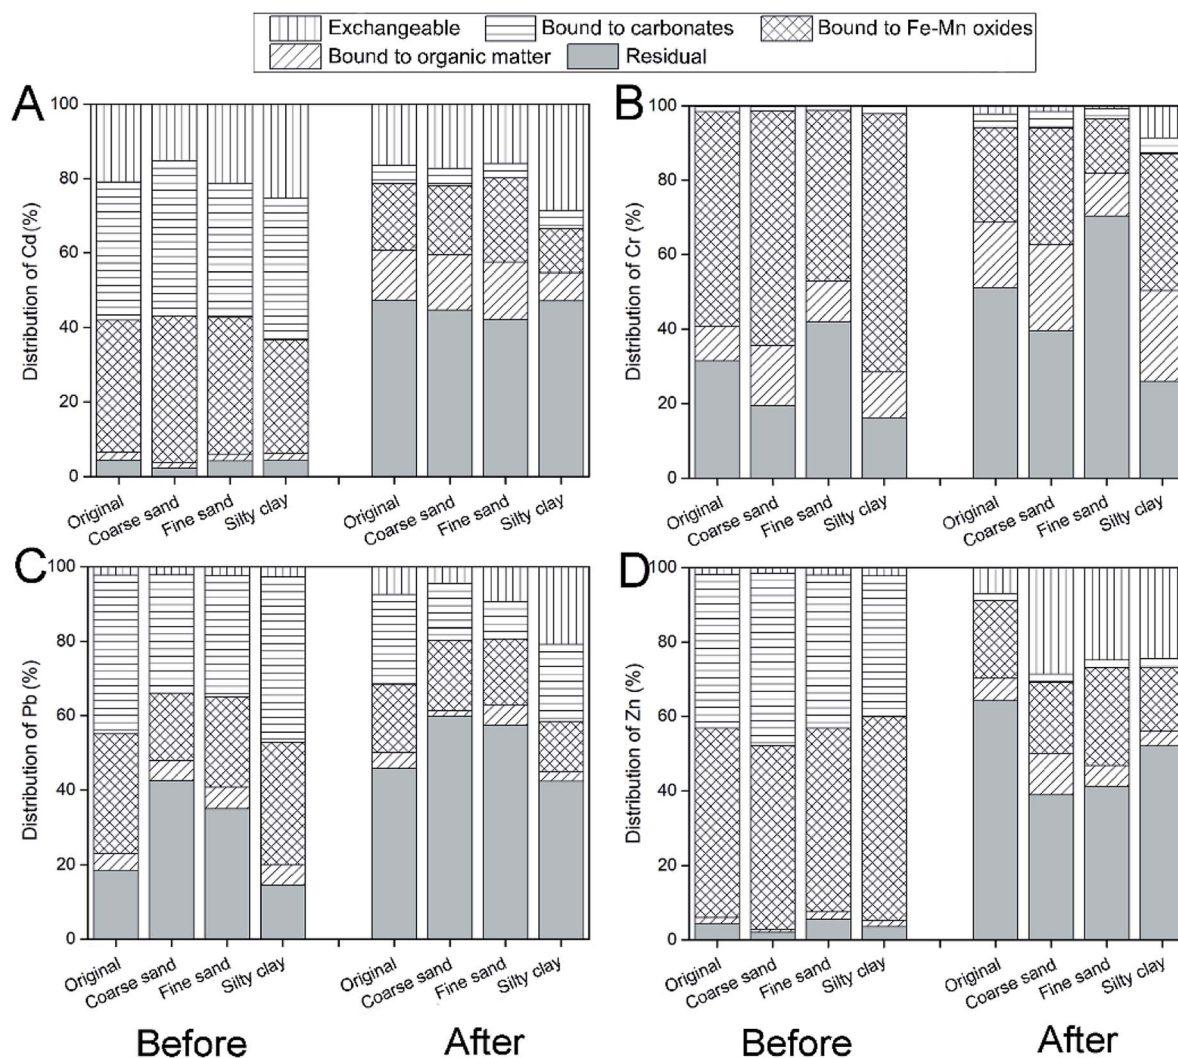 Exchangeable Bound to carbonates Bound to Fe-Mn oxides
Bound to organic matter Residual
A
Distribution of Cd (%)
100
80
60
40
20
0
Original Coarse sand Fine sand Silty clay Original Coarse sand Fine sand Silty clay
B
Distribution of Cr (%)
100
80
60
40
20
0
Original Coarse sand Fine sand Silty clay Original Coarse sand Fine sand Silty clay
C
Distribution of Pb (%)
100
80
60
40
20
0
Original Coarse sand Fine sand Silty clay Original Coarse sand Fine sand Silty clay
Before After
D
Distribution of Zn (%)
100
80
60
40
20
0
Original Coarse sand Fine sand Silty clay Original Coarse sand Fine sand Silty clay
Before After